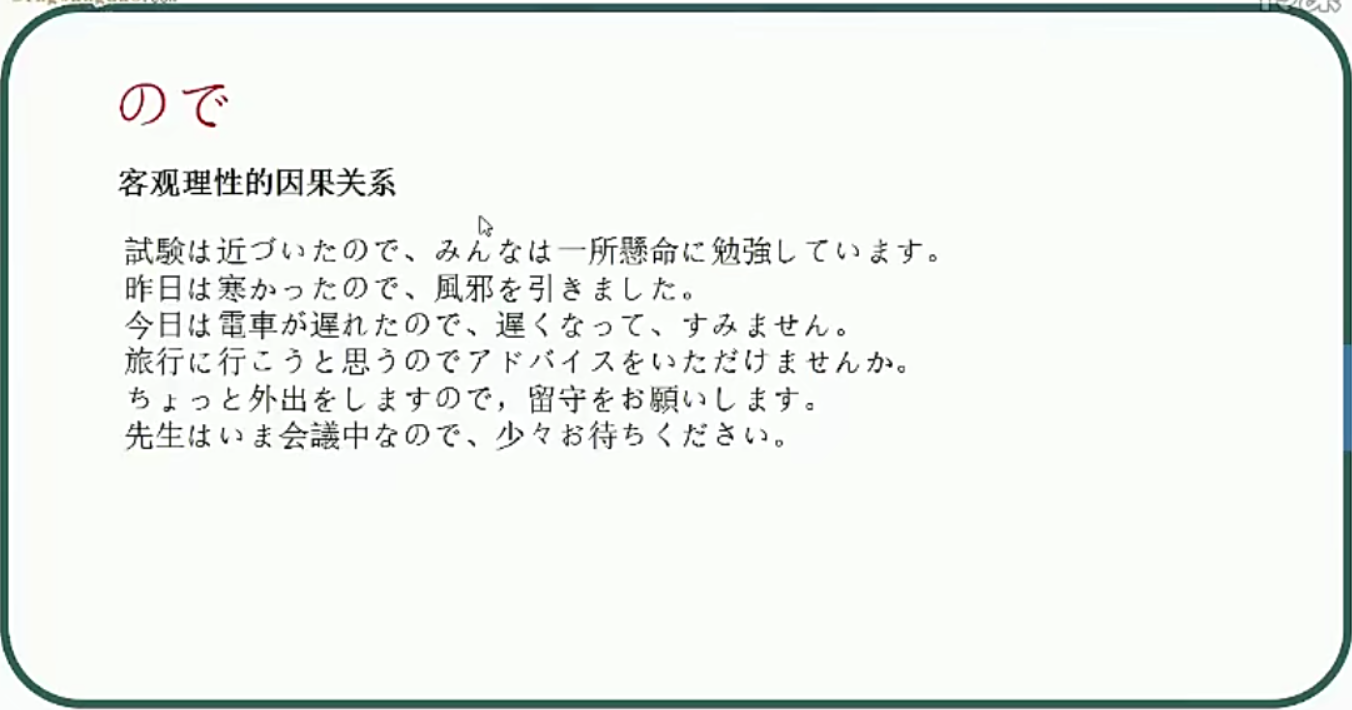 ので
客观理性的因果关系
試験は近づいたので、みんなは一所懸命に勉強しています。
昨日は寒かったので、風邪を引きました。
今日は電車が遅れたので、遅くなって、すみません。
旅行に行こうと思うのでアドバイスをいただけませんか。
ちょっと外出をしますので，留守をお願いします。
先生はいま会議中なので、少々お待ちください。